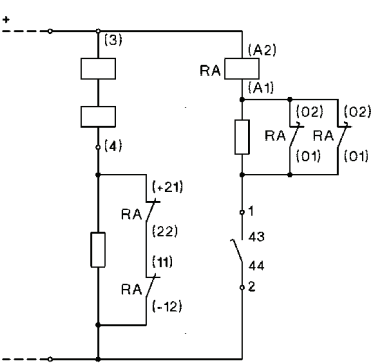 +
(3)
(A2)
RA
(A1)
(02) (02)
RA RA
(01) (01)
(4)
(+21)
RA
(22)
(11)
RA
(-12)
1
43
44
2